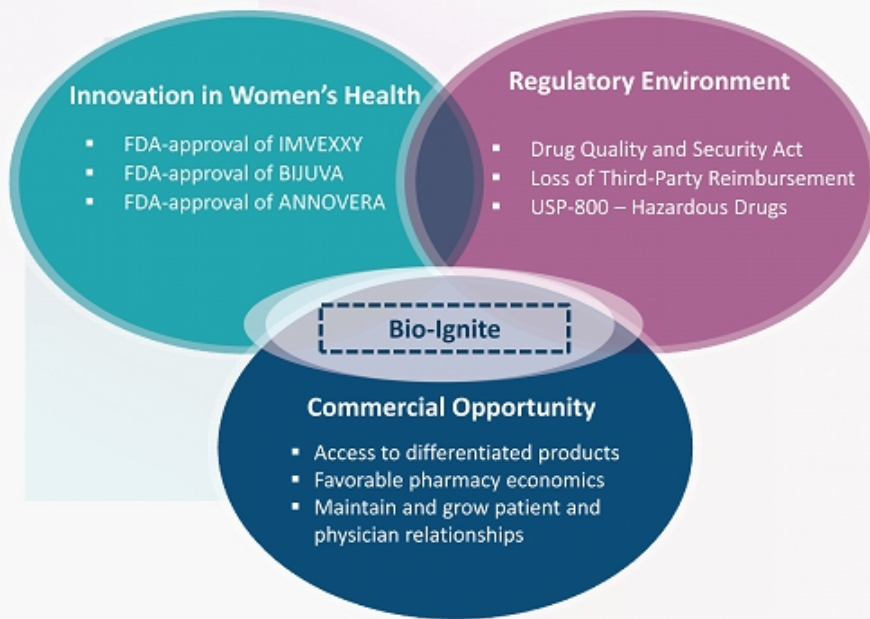 Innovation in Women’s Health
▪ FDA-approval of IMVEXXY
▪ FDA-approval of BIJUVA
▪ FDA-approval of ANNOVERA
Regulatory Environment
▪ Drug Quality and Security Act
▪ Loss of Third-Party Reimbursement
▪ USP-800 – Hazardous Drugs
Bio-Ignite
Commercial Opportunity
▪ Access to differentiated products
▪ Favorable pharmacy economics
▪ Maintain and grow patient and
physician relationships